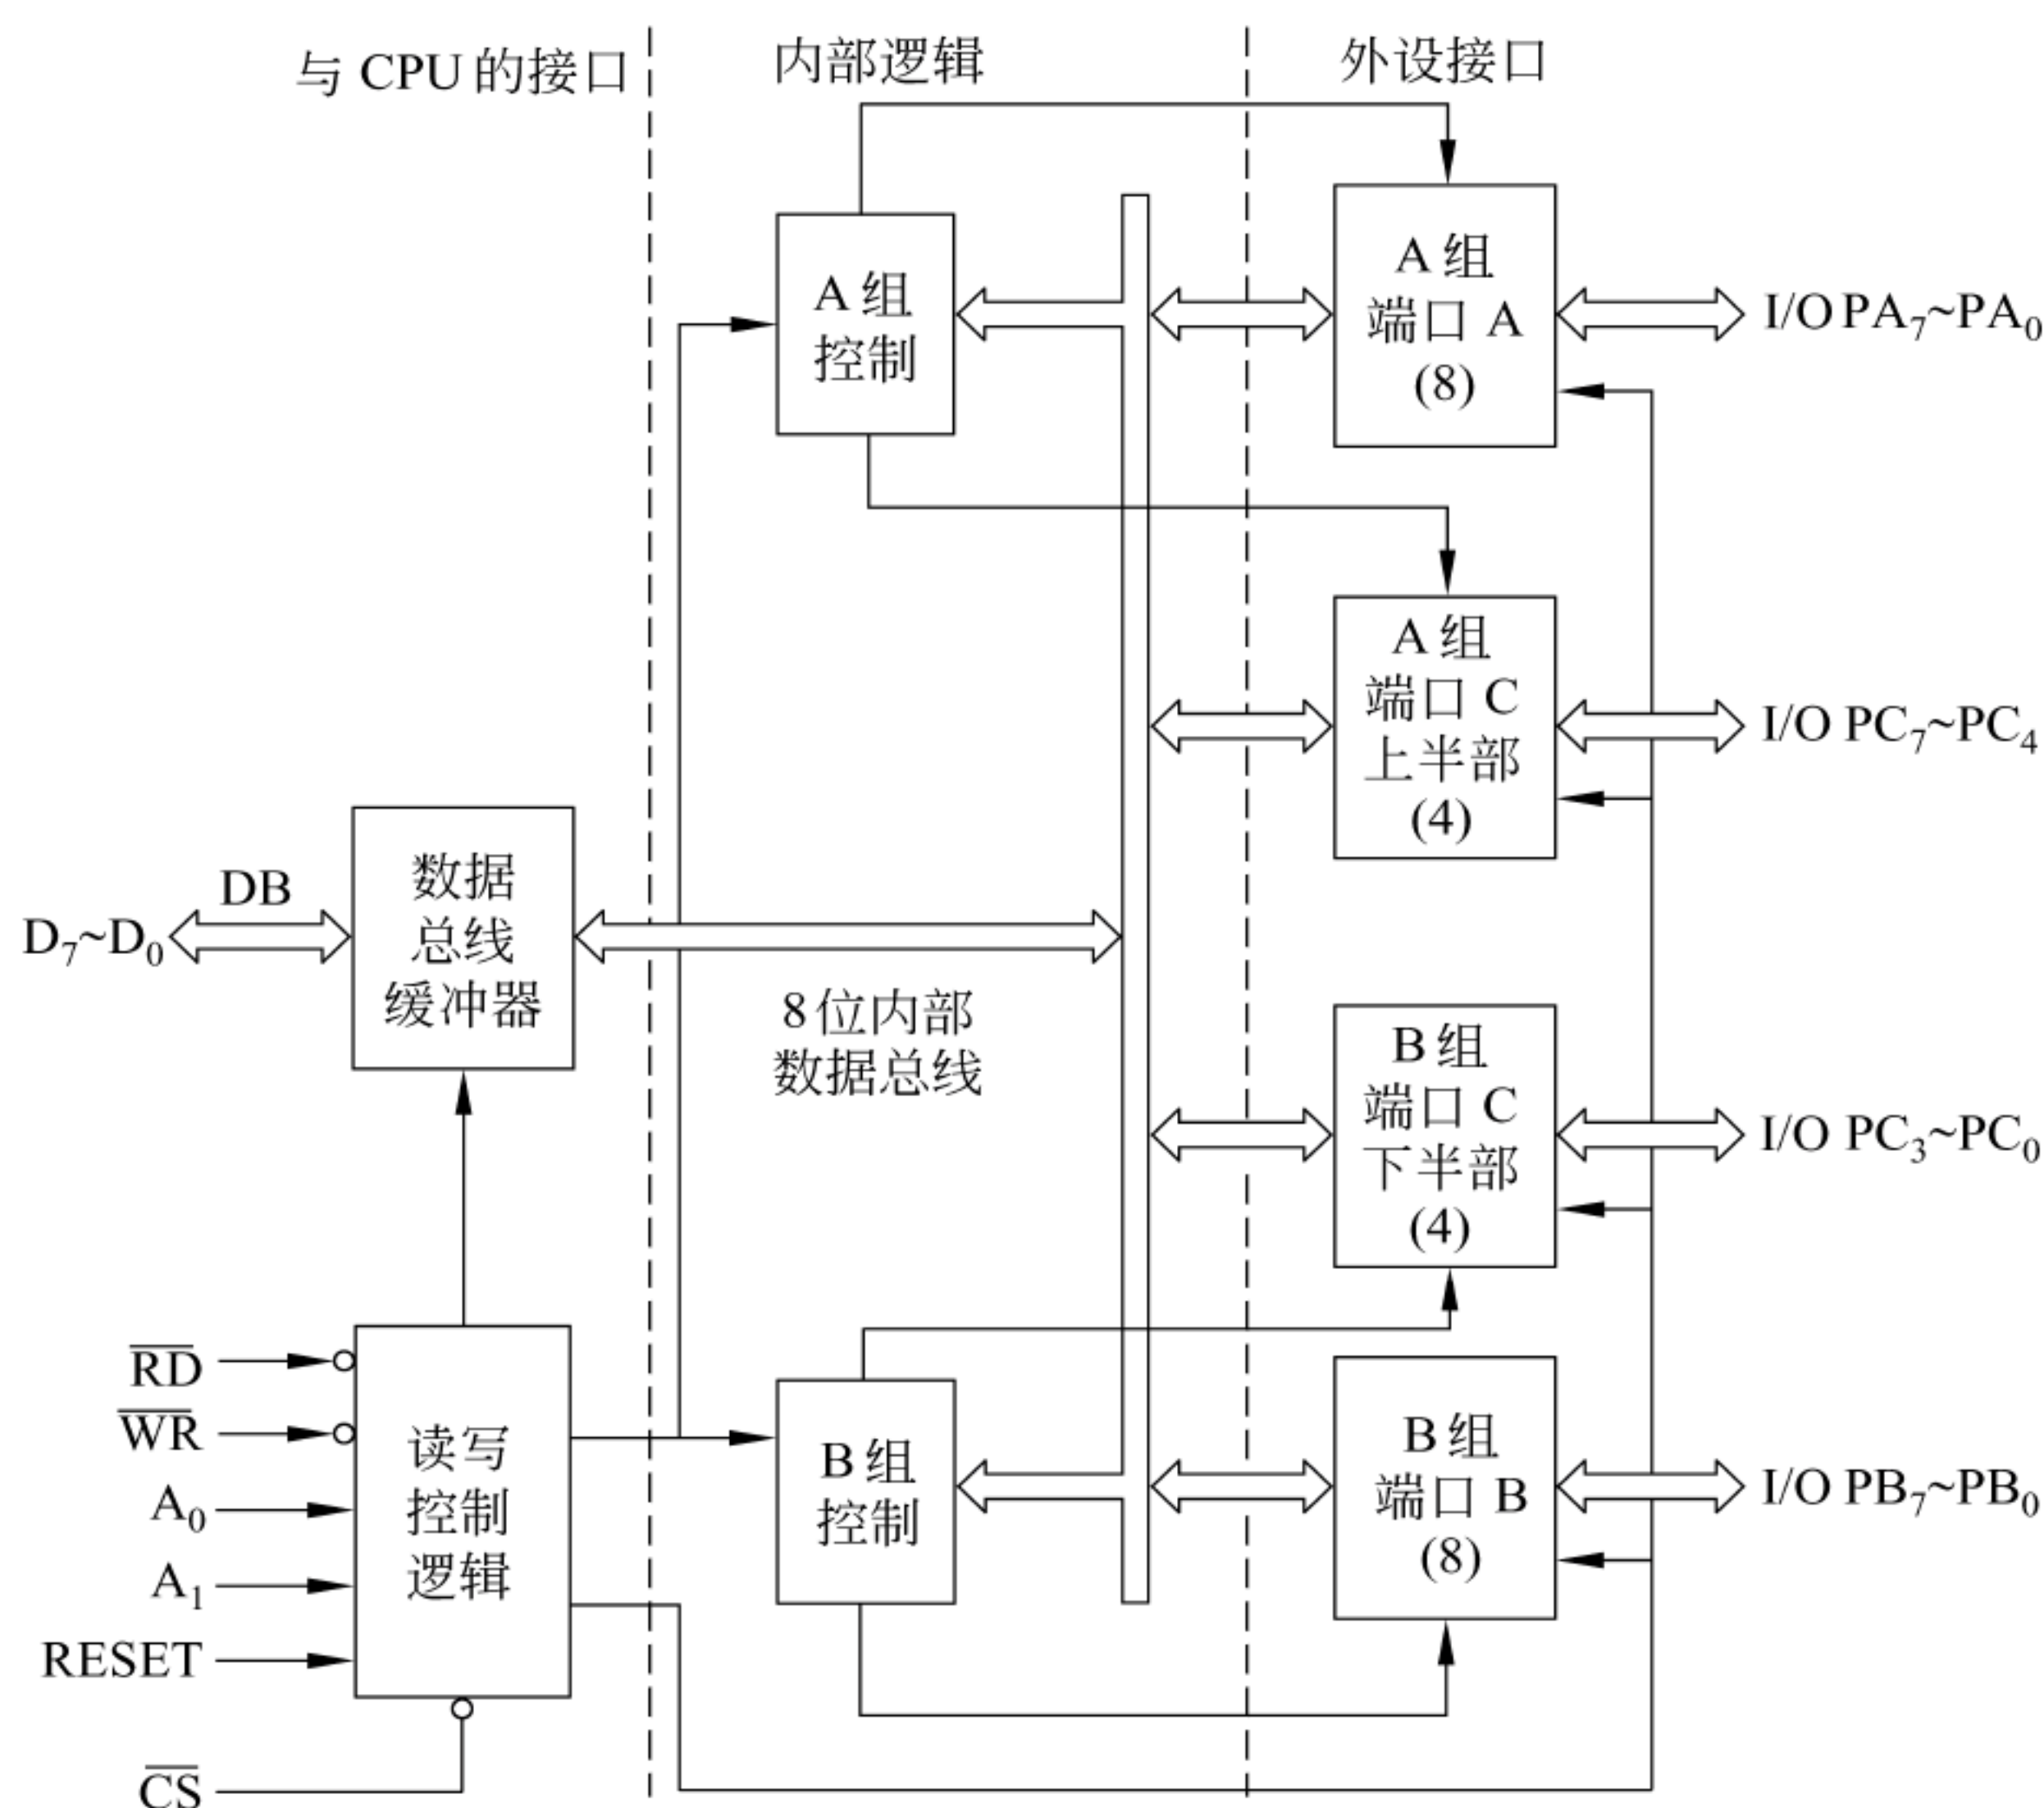 与 CPU 的接口
内部逻辑
外设接口
A 组
控制
A 组
端口 A
(8)
I/O PA₇~PA₀
A 组
端口 C
上半部
(4)
I/O PC₇~PC₄
D₇~D₀
DB
数据
总线
缓冲器
8 位内部
数据总线
B 组
端口 C
下半部
(4)
I/O PC₃~PC₀
R̅D̅
W̅R̅
A₀
A₁
RESET
C̅S̅
读写
控制
逻辑
B 组
控制
B 组
端口 B
(8)
I/O PB₇~PB₀